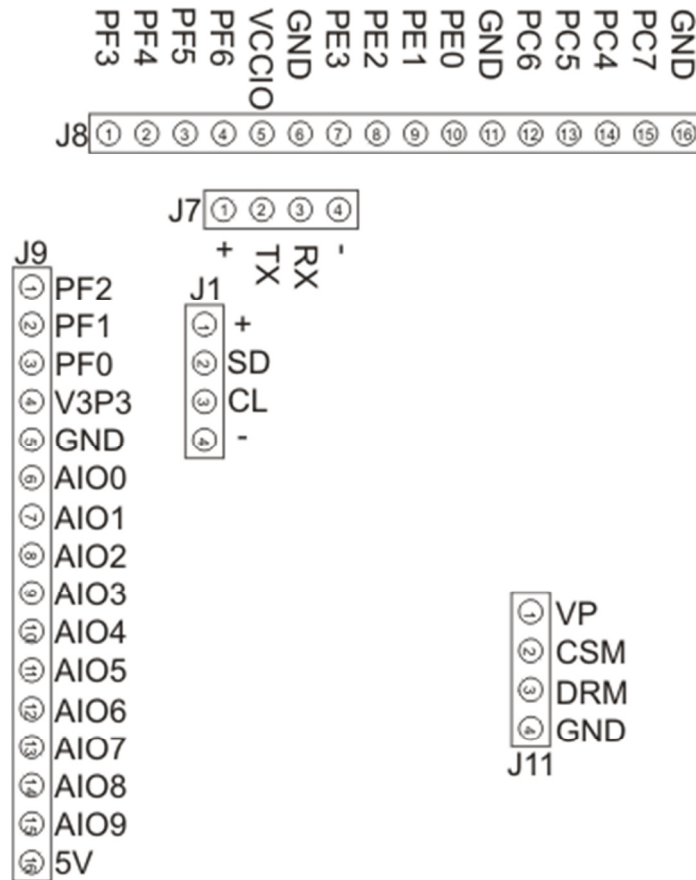 PF3 PF4 PF5 PF6 VCCIO GND PE3 PE2 PE1 PE0 GND PC6 PC5 PC4 PC7 GND
J8 1 2 3 4 5 6 7 8 9 10 11 12 13 14 15 16
J7 1 2 3 4
+ TX RX -
J9
1 PF2
2 PF1
3 PF0
4 V3P3
5 GND
6 AIO0
7 AIO1
8 AIO2
9 AIO3
10 AIO4
11 AIO5
12 AIO6
13 AIO7
14 AIO8
15 AIO9
16 5V
J1
1 +
2 SD
3 CL
4 -
1 VP
2 CSM
3 DRM
4 GND
J11